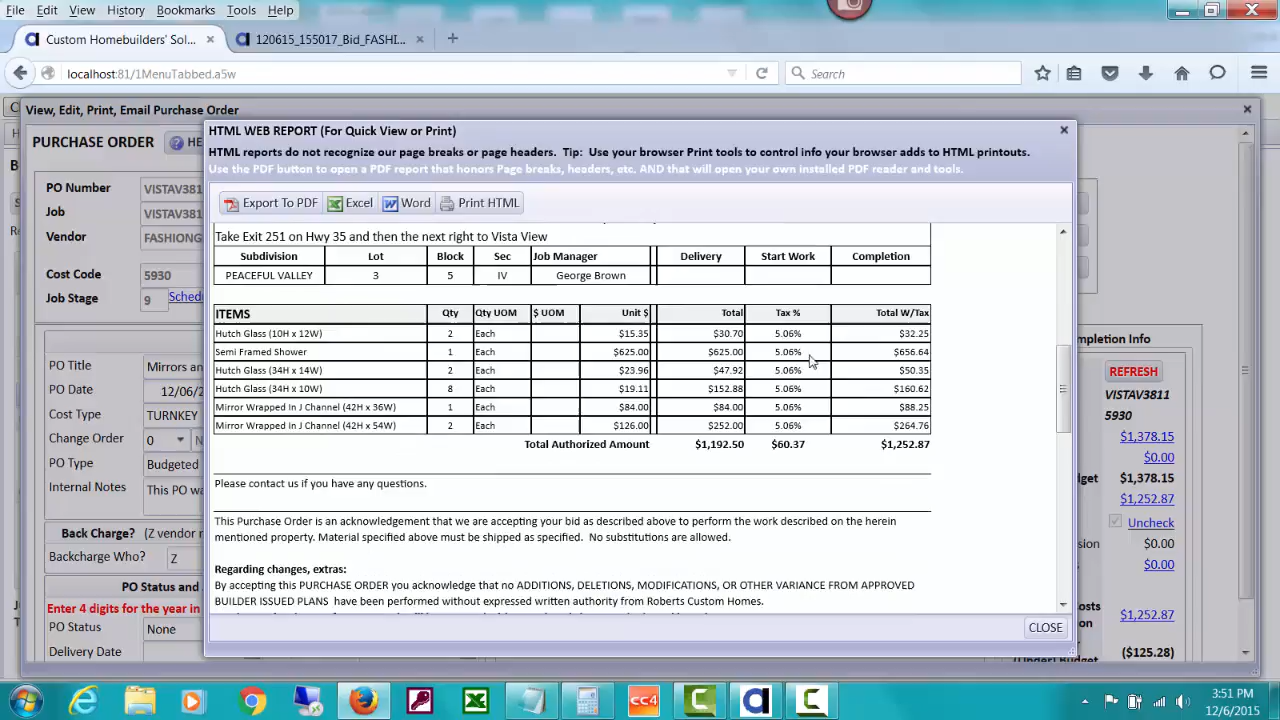 File Edit View History Bookmarks Tools Help
Custom Homebuilders' Sol... × 120615_155017_Bid_FASHI... × +
localhost:81/1MenuTabbed.a5w Search
View, Edit, Print, Email Purchase Order
PURCHASE ORDER ? HE
PO Number VISTAV3811
Job VISTAV3811
Vendor FASHIONG
Cost Code 5930
Job Stage 9 Sched
PO Title Mirrors an
PO Date 12/06/2
Cost Type TURNKEY
Change Order 0
PO Type Budgeted
Internal Notes This PO wa
Back Charge? (Z vendor
Backcharge Who? Z
PO Status and
Enter 4 digits for the year in
PO Status None
Delivery Date
HTML WEB REPORT (For Quick View or Print)
HTML reports do not recognize our page breaks or page headers. Tip: Use your browser Print tools to control info your browser adds to HTML printouts.
Use the PDF button to open a PDF report that honors Page breaks, headers, etc. AND that will open your own installed PDF reader and tools.
Export To PDF Excel Word Print HTML
Take Exit 251 on Hwy 35 and then the next right to Vista View
Subdivision Lot Block Sec Job Manager Delivery Start Work Completion
PEACEFUL VALLEY 3 5 IV George Brown
ITEMS Qty Qty UOM $ UOM Unit $ Total Tax % Total W/Tax
Hutch Glass (10H x 12W) 2 Each $15.35 $30.70 5.06% $32.25
Semi Framed Shower 1 Each $625.00 $625.00 5.06% $656.64
Hutch Glass (34H x 14W) 2 Each $23.96 $47.92 5.06% $50.35
Hutch Glass (34H x 10W) 8 Each $19.11 $152.88 5.06% $160.62
Mirror Wrapped In J Channel (42H x 36W) 1 Each $84.00 $84.00 5.06% $88.25
Mirror Wrapped In J Channel (42H x 54W) 2 Each $126.00 $252.00 5.06% $264.76
Total Authorized Amount $1,192.50 $60.37 $1,252.87
Please contact us if you have any questions.
This Purchase Order is an acknowledgement that we are accepting your bid as described above to perform the work described on the herein
mentioned property. Material specified above must be shipped as specified. No substitutions are allowed.
Regarding changes, extras:
By accepting this PURCHASE ORDER you acknowledge that no ADDITIONS, DELETIONS, MODIFICATIONS, OR OTHER VARIANCE FROM APPROVED
BUILDER ISSUED PLANS have been performed without expressed written authority from Roberts Custom Homes.
CLOSE
mpletion Info
REFRESH
VISTAV3811
5930
$1,378.15
$0.00
dget $1,378.15
$1,252.87
Uncheck
$0.00
sion $0.00
osts $1,252.87
on
(Under) Budget ($125.28)
CC4
3:51 PM
12/6/2015